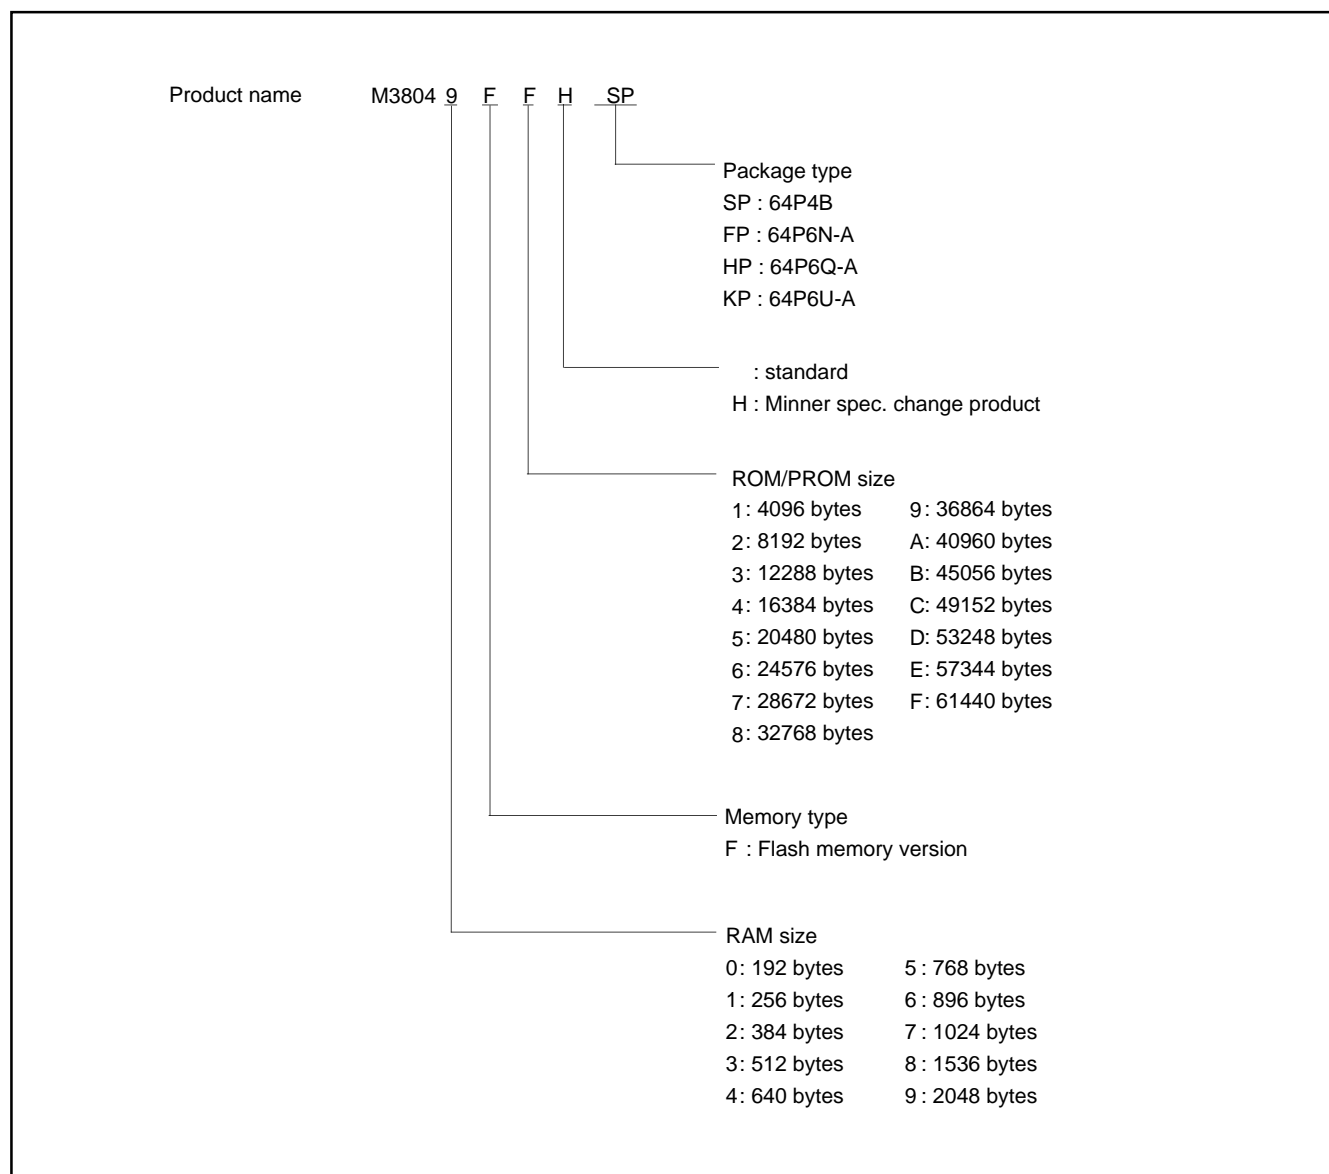 Product name M3804 9 F F H SP
Package type
SP : 64P4B
FP : 64P6N-A
HP : 64P6Q-A
KP : 64P6U-A
: standard
H : Minner spec. change product
ROM/PROM size
1: 4096 bytes 9: 36864 bytes
2: 8192 bytes A: 40960 bytes
3: 12288 bytes B: 45056 bytes
4: 16384 bytes C: 49152 bytes
5: 20480 bytes D: 53248 bytes
6: 24576 bytes E: 57344 bytes
7: 28672 bytes F: 61440 bytes
8: 32768 bytes
Memory type
F : Flash memory version
RAM size
0: 192 bytes 5 : 768 bytes
1: 256 bytes 6 : 896 bytes
2: 384 bytes 7 : 1024 bytes
3: 512 bytes 8 : 1536 bytes
4: 640 bytes 9 : 2048 bytes